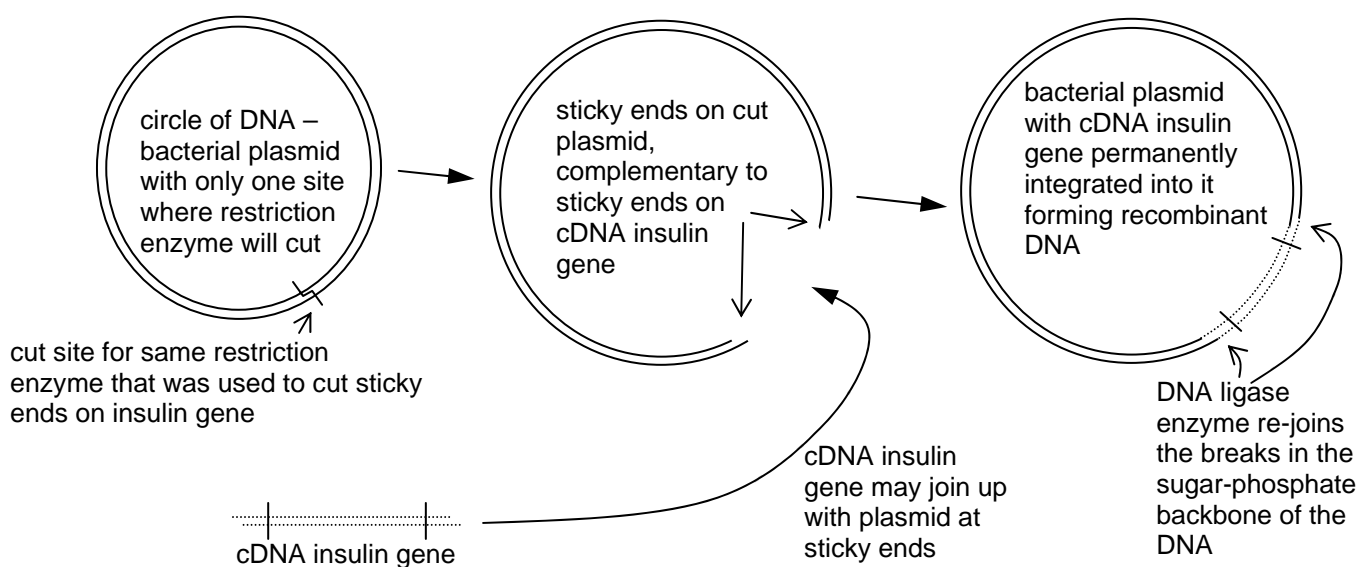 circle of DNA –
bacterial plasmid
with only one site
where restriction
enzyme will cut
cut site for same restriction
enzyme that was used to cut sticky
ends on insulin gene
sticky ends on cut
plasmid,
complementary to
sticky ends on
cDNA insulin
gene
bacterial plasmid
with cDNA insulin
gene permanently
integrated into it
forming recombinant
DNA
cDNA insulin gene
cDNA insulin
gene may join up
with plasmid at
sticky ends
DNA ligase
enzyme re-joins
the breaks in the
sugar-phosphate
backbone of the
DNA